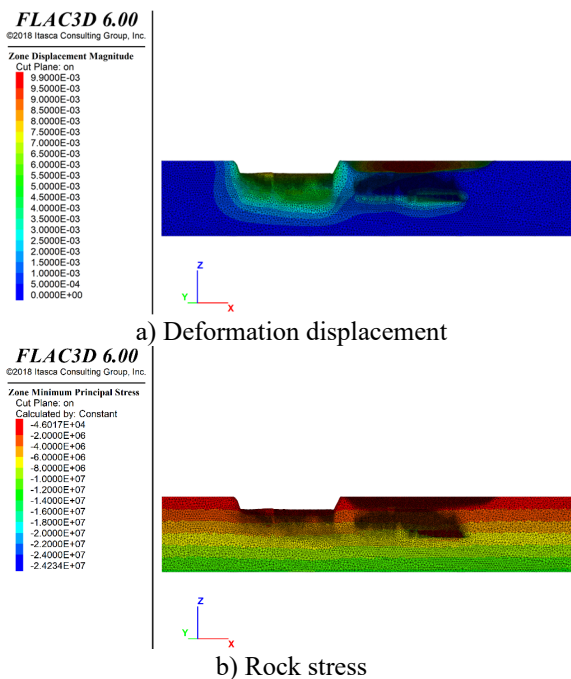 FLAC3D 6.00
©2018 Itasca Consulting Group, Inc.
Zone Displacement Magnitude
Cut Plane: on
9.9000E-03
9.5000E-03
9.0000E-03
8.5000E-03
7.5000E-03
6.5000E-03
6.0000E-03
5.5000E-03
5.0000E-03
4.5000E-03
4.0000E-03
3.5000E-03
3.0000E-03
2.5000E-03
2.0000E-03
1.5000E-03
1.0000E-03
5.0000E-04
0.0000E+00
Z
Y
X
a) Deformation displacement
FLAC3D 6.00
©2018 Itasca Consulting Group, Inc.
Zone Minimum Principal Stress
Cut Plane: on
Calculated by: Constant
-4.6017E+04
-2.0000E+06
-4.0000E+06
-6.0000E+06
-8.0000E+06
-1.0000E+07
-1.2000E+07
-1.4000E+07
-1.6000E+07
-1.8000E+07
-2.0000E+07
-2.2000E+07
-2.4000E+07
-2.4234E+07
Z
Y
X
b) Rock stress